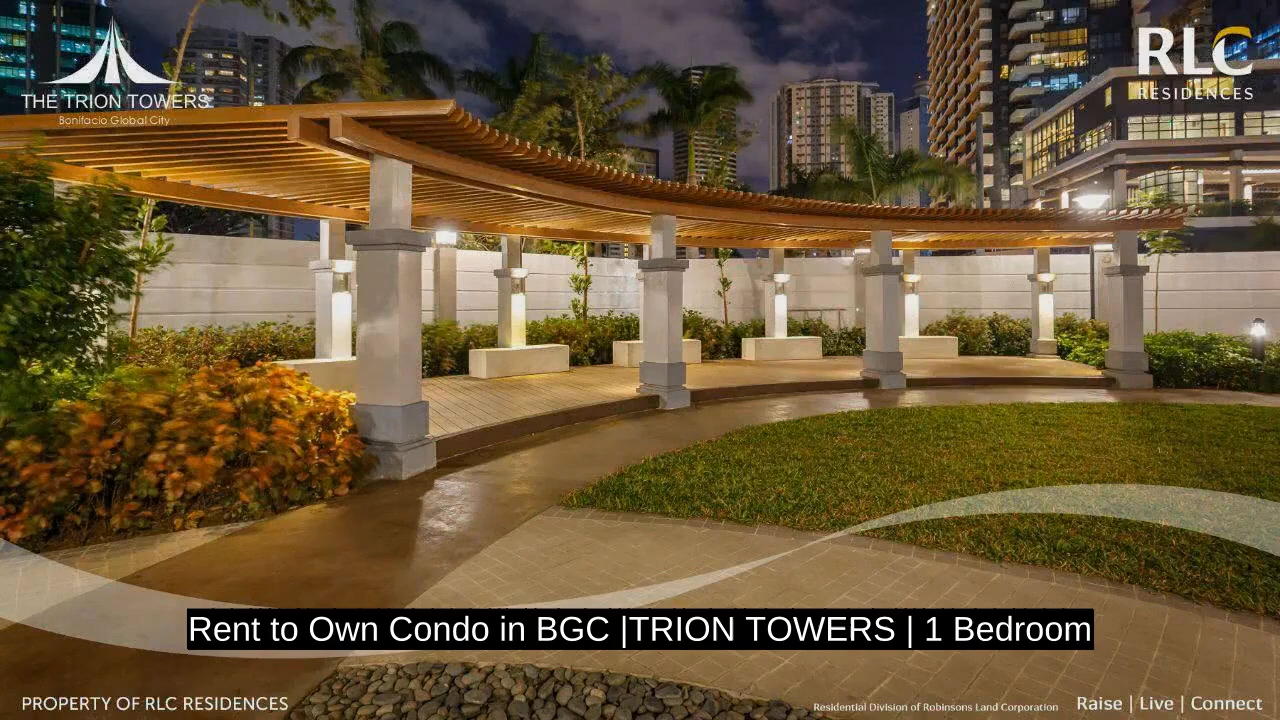 THE TRION TOWERS
Bonifacio Global City
RLC
RESIDENCES
Rent to Own Condo in BGC |TRION TOWERS | 1 Bedroom
PROPERTY OF RLC RESIDENCES
Residential Division of Robinsons Land Corporation
Raise | Live | Connect